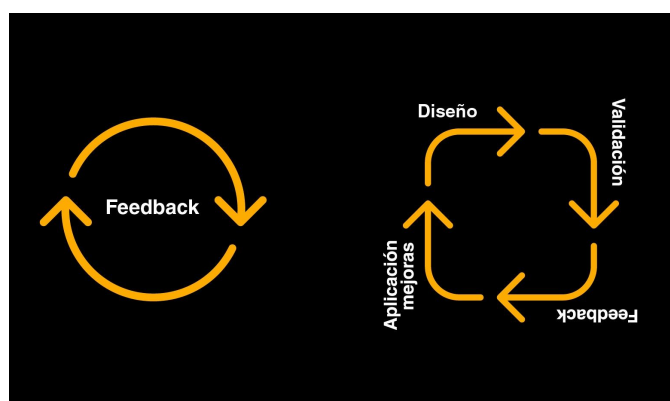 Feedback
Diseño
Validación
Feedback
Aplicación
mejoras